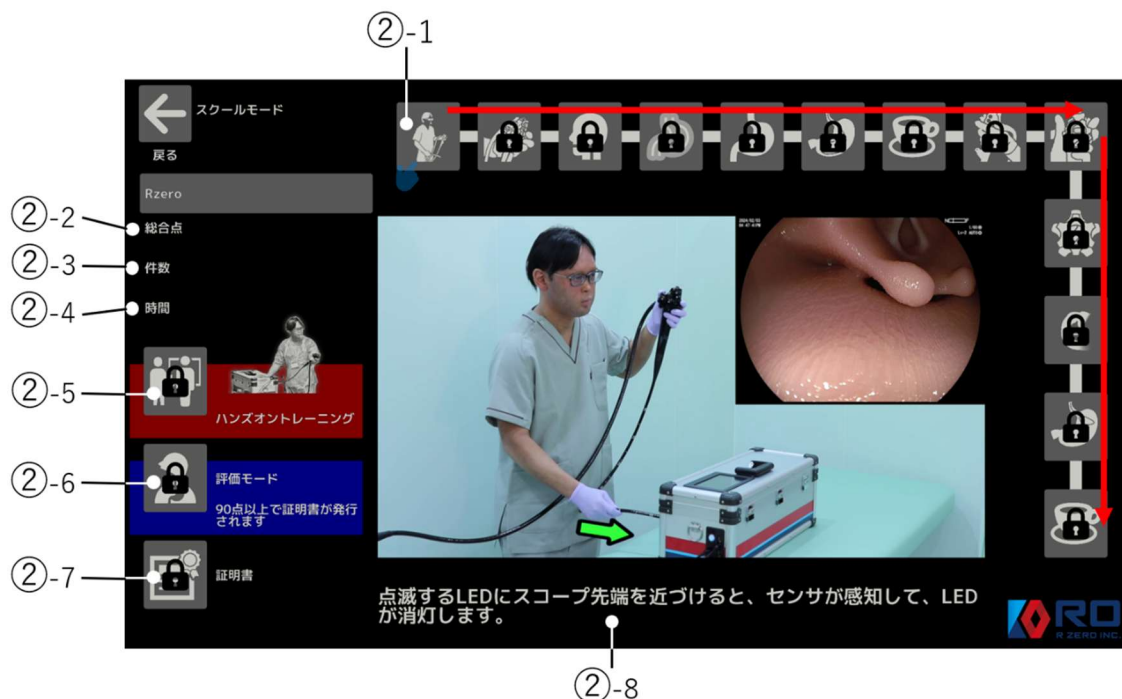 ②-1
スクールモード
戻る
Rzero
②-2
総合点
②-3
件数
②-4
時間
②-5
ハンズオントレーニング
②-6
評価モード
90点以上で証明書が発行
されます
②-7
証明書
点滅するLEDにスコープ先端を近づけると、センサが感知して、LED
が消灯します。
RO
R ZERO INC.
②-8